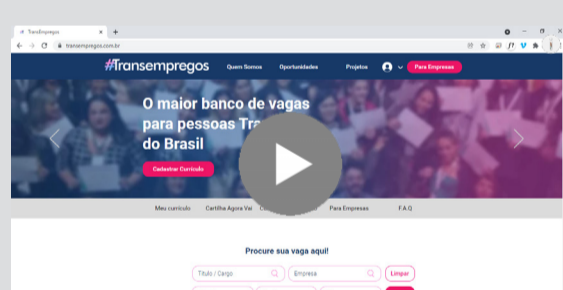 TransEmpregos
transempregos.com.br
#Transempregos
Quem Somos
Oportunidades
Projetos
Para Empresas
O maior banco de vagas
para pessoas
do Brasil
Cadastrar Currículo
Meu currículo
Cartilha Agora Vai
Para Empresas
F.A.Q
Procure sua vaga aqui!
Título / Cargo
Empresa
Limpar